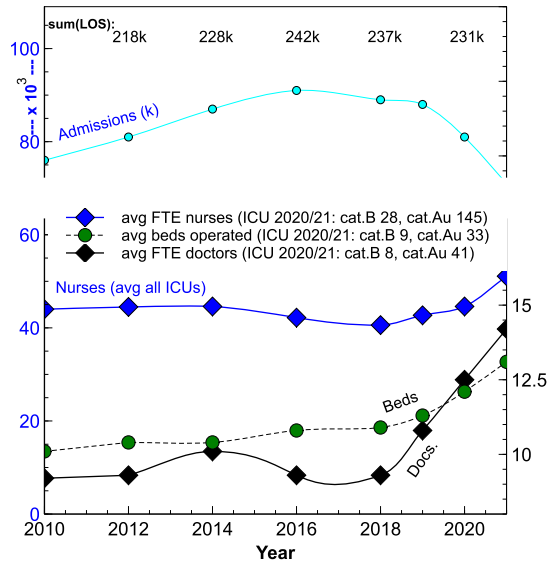 sum(LOS):
218k 228k 242k 237k 231k
100
--- x 10³ ---
Admissions (k)
80
avg FTE nurses (ICU 2020/21: cat.B 28, cat.Au 145)
avg beds operated (ICU 2020/21: cat.B 9, cat.Au 33)
avg FTE doctors (ICU 2020/21: cat.B 8, cat.Au 41)
60
Nurses (avg all ICUs)
15
40
12.5
Beds
20
Docs.
10
0
2010 2012 2014 2016 2018 2020
Year